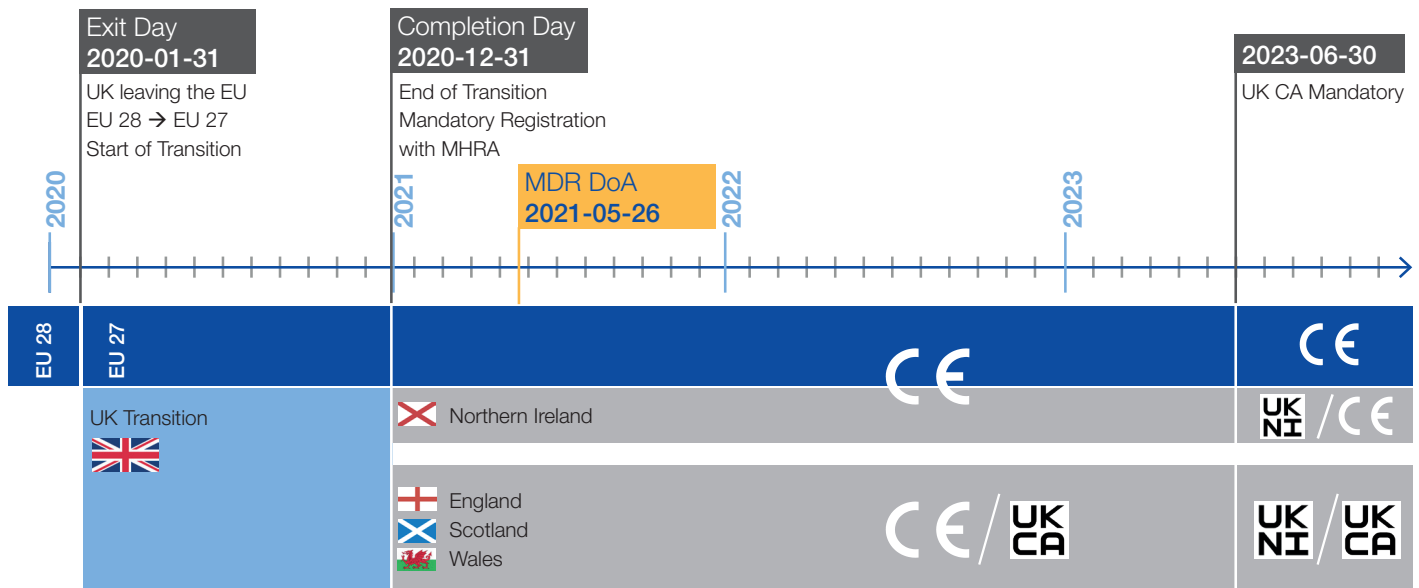 Exit Day
2020-01-31
UK leaving the EU
EU 28 → EU 27
Start of Transition
Completion Day
2020-12-31
End of Transition
Mandatory Registration
with MHRA
2023-06-30
UK CA Mandatory
MDR DoA
2021-05-26
2020
2021
2022
2023
EU 28
EU 27
CE
CE
UK Transition
Northern Ireland
UK
NI / CE
England
Scotland
Wales
CE / UK
CA
UK
NI / UK
CA